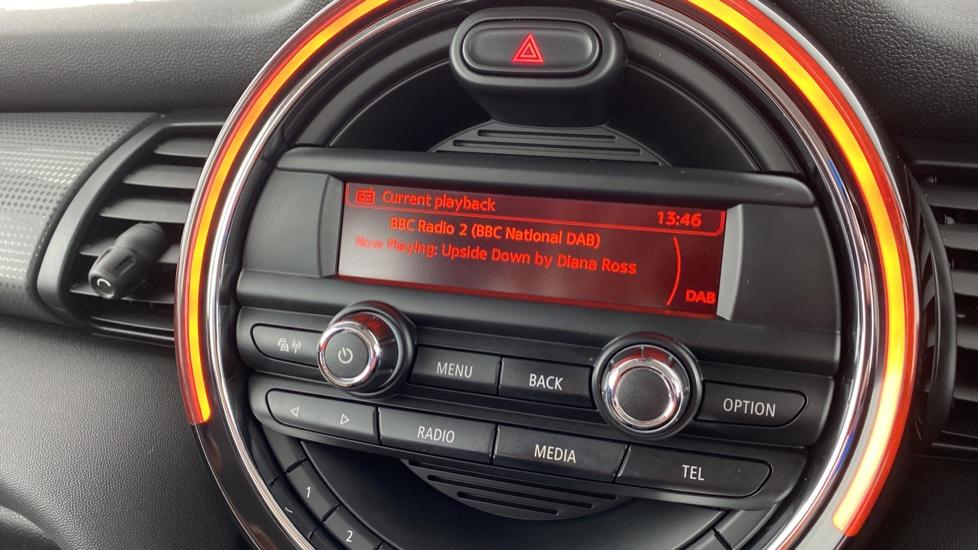 Current playback
13:46
BBC Radio 2 (BBC National DAB)
Now Playing: Upside Down by Diana Ross
DAB
MENU
BACK
OPTION
RADIO
MEDIA
TEL
1
2